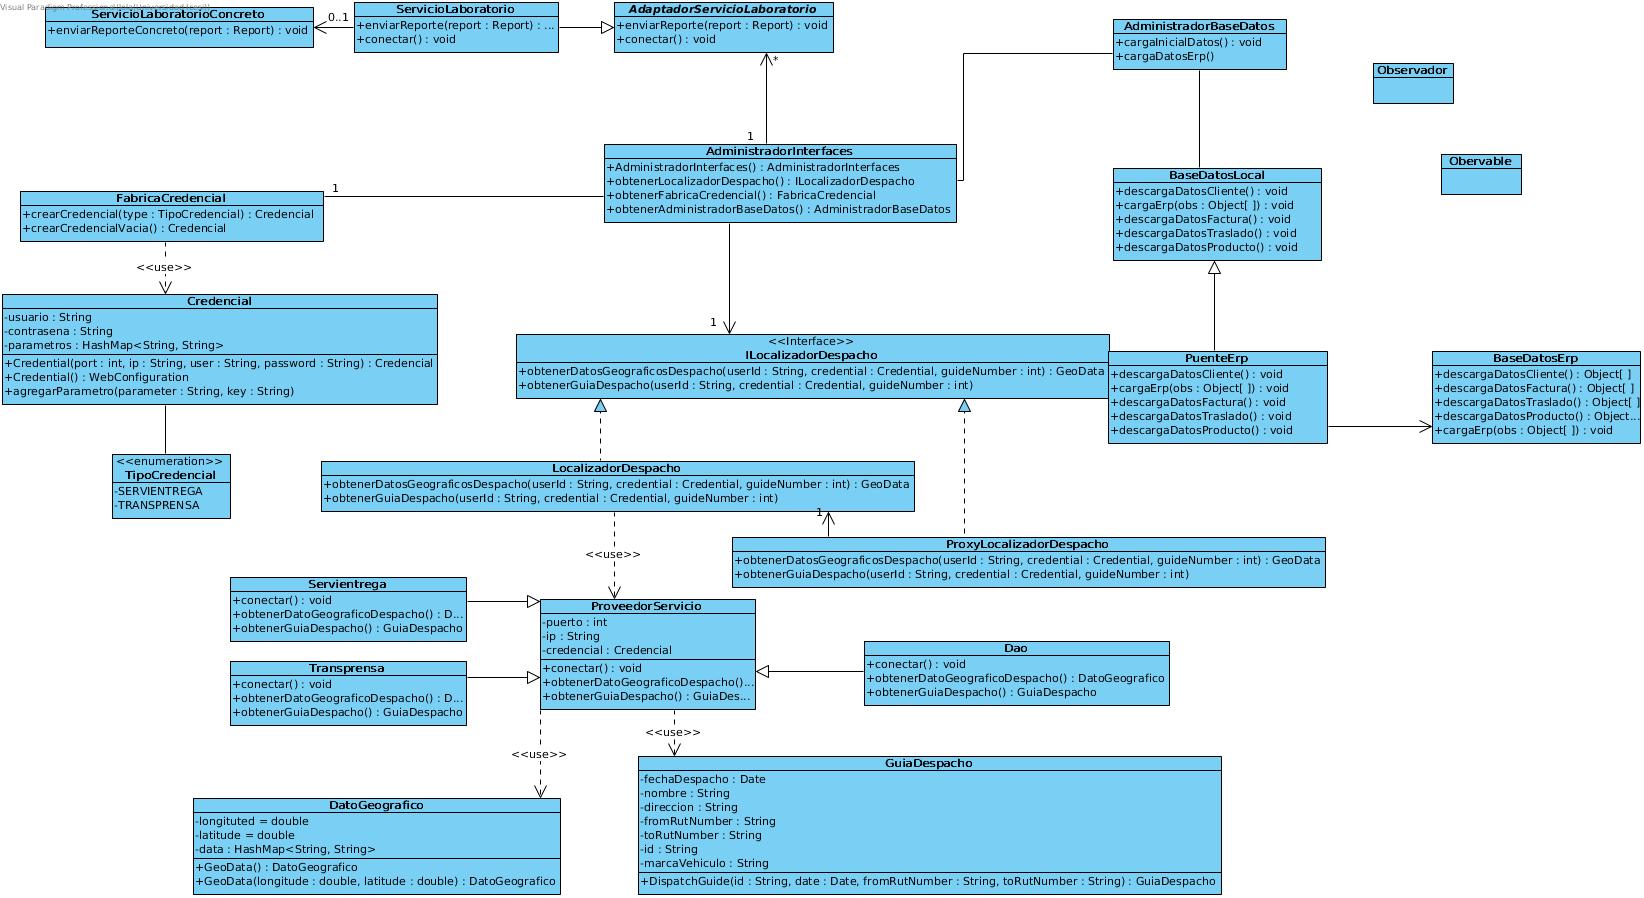 ServicioLaboratorioConcreto
+enviarReporteConcreto(report : Report) : void
0..1
ServicioLaboratorio
+enviarReporte(report : Report) : ...
+conectar() : void
AdaptadorServicioLaboratorio
+enviarReporte(report : Report) : void
+conectar() : void
*
1
AdministradorBaseDatos
+cargaInicialDatos() : void
+cargaDatosErp()
Observador
Obervable
AdministradorInterfaces
+AdministradorInterfaces() : AdministradorInterfaces
+obtenerLocalizadorDespacho() : ILocalizadorDespacho
+obtenerFabricaCredencial() : FabricaCredencial
+obtenerAdministradorBaseDatos() : AdministradorBaseDatos
BaseDatosLocal
+descargaDatosCliente() : void
+cargaErp(obs : Object[ ]) : void
+descargaDatosFactura() : void
+descargaDatosTraslado() : void
+descargaDatosProducto() : void
1
FabricaCredencial
+crearCredencial(type : TipoCredencial) : Credencial
+crearCredencialVacia() : Credencial
<<use>>
Credencial
-usuario : String
-contrasena : String
-parametros : HashMap<String, String>
+Credential(port : int, ip : String, user : String, password : String) : Credencial
+Credential() : WebConfiguration
+agregarParametro(parameter : String, key : String)
1
<<Interface>>
ILocalizadorDespacho
+obtenerDatosGeograficosDespacho(userId : String, credential : Credential, guideNumber : int) : GeoData
+obtenerGuiaDespacho(userId : String, credential : Credential, guideNumber : int)
PuenteErp
+descargaDatosCliente() : void
+cargaErp(obs : Object[ ]) : void
+descargaDatosFactura() : void
+descargaDatosTraslado() : void
+descargaDatosProducto() : void
BaseDatosErp
+descargaDatosCliente() : Object[ ]
+descargaDatosFactura() : Object[ ]
+descargaDatosTraslado() : Object[ ]
+descargaDatosProducto() : Object...
+cargaErp(obs : Object[ ]) : void
<<enumeration>>
TipoCredencial
-SERVIENTREGA
-TRANSPRENSA
LocalizadorDespacho
+obtenerDatosGeograficosDespacho(userId : String, credential : Credential, guideNumber : int) : GeoData
+obtenerGuiaDespacho(userId : String, credential : Credential, guideNumber : int)
1
<<use>>
ProxyLocalizadorDespacho
+obtenerDatosGeograficosDespacho(userId : String, credential : Credential, guideNumber : int) : GeoData
+obtenerGuiaDespacho(userId : String, credential : Credential, guideNumber : int)
Servientrega
+conectar() : void
+obtenerDatoGeograficoDespacho() : D...
+obtenerGuiaDespacho() : GuiaDespacho
ProveedorServicio
-puerto : int
-ip : String
-credencial : Credencial
+conectar() : void
+obtenerDatoGeograficoDespacho()...
+obtenerGuiaDespacho() : GuiaDes...
Transprensa
+conectar() : void
+obtenerDatoGeograficoDespacho() : D...
+obtenerGuiaDespacho() : GuiaDespacho
Dao
+conectar() : void
+obtenerDatoGeograficoDespacho() : DatoGeografico
+obtenerGuiaDespacho() : GuiaDespacho
<<use>>
<<use>>
DatoGeografico
-longituted = double
-latitude = double
-data : HashMap<String, String>
+GeoData() : DatoGeografico
+GeoData(longitude : double, latitude : double) : DatoGeografico
GuiaDespacho
-fechaDespacho : Date
-nombre : String
-direccion : String
-fromRutNumber : String
-toRutNumber : String
-id : String
-marcaVehiculo : String
+DispatchGuide(id : String, date : Date, fromRutNumber : String, toRutNumber : String) : GuiaDespacho